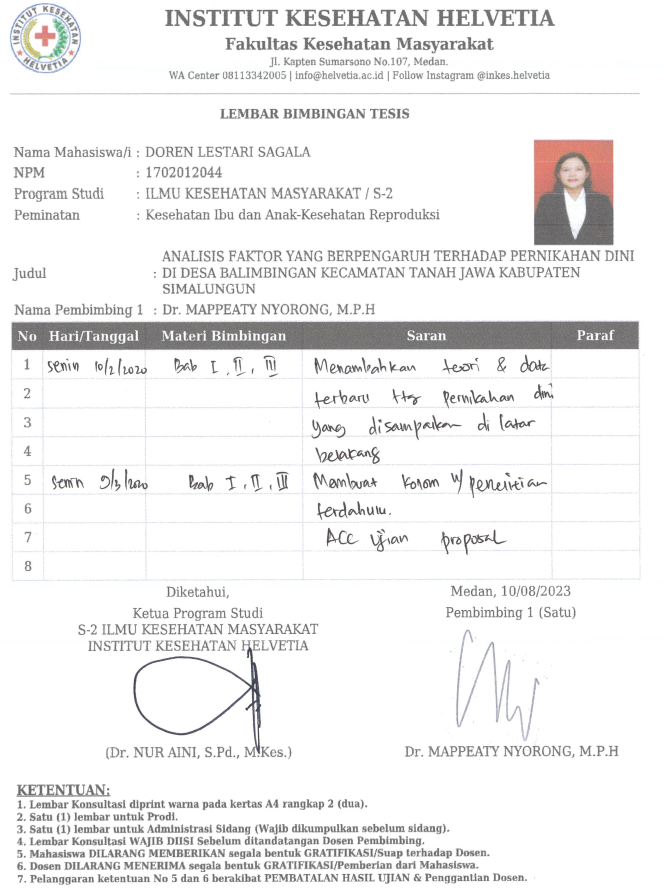 INSTITUT KESEHATAN HELVETIA
INSTITUT KESEHATAN HELVETIA
Fakultas Kesehatan Masyarakat
Jl. Kapten Sumarsono No.107, Medan.
WA Center 08113342005 | info@helvetia.ac.id | Follow Instagram @inkes.helvetia
LEMBAR BIMBINGAN TESIS
Nama Mahasiswa/i : DOREN LESTARI SAGALA
NPM : 1702012044
Program Studi : ILMU KESEHATAN MASYARAKAT / S-2
Peminatan : Kesehatan Ibu dan Anak-Kesehatan Reproduksi
ANALISIS FAKTOR YANG BERPENGARUH TERHADAP PERNIKAHAN DINI
Judul : DI DESA BALIMBINGAN KECAMATAN TANAH JAWA KABUPATEN
SIMALUNGUN
Nama Pembimbing 1 : Dr. MAPPEATY NYORONG, M.P.H
No Hari/Tanggal Materi Bimbingan Saran Paraf
1 Senin 10/2/2020 Bab I, II, III Menambahkan teori & data
2 terbaru ttg pernikahan dini
3 yang disampaikan di latar
4 belakang
5 Senin 9/3/2020 Bab I, II, III Membuat kolom w/ penelitian
6 terdahulu.
7 ACC ujian proposal
8
Diketahui, Medan, 10/08/2023
Ketua Program Studi Pembimbing 1 (Satu)
S-2 ILMU KESEHATAN MASYARAKAT
INSTITUT KESEHATAN HELVETIA
(Dr. NUR AINI, S.Pd., M.Kes.) Dr. MAPPEATY NYORONG, M.P.H
KETENTUAN:
1. Lembar Konsultasi diprint warna pada kertas A4 rangkap 2 (dua).
2. Satu (1) lembar untuk Prodi.
3. Satu (1) lembar untuk Administrasi Sidang (Wajib dikumpulkan sebelum sidang).
4. Lembar Konsultasi WAJIB DIISI Sebelum ditandatangan Dosen Pembimbing.
5. Mahasiswa DILARANG MEMBERIKAN segala bentuk GRATIFIKASI/Suap terhadap Dosen.
6. Dosen DILARANG MENERIMA segala bentuk GRATIFIKASI/Pemberian dari Mahasiswa.
7. Pelanggaran ketentuan No 5 dan 6 berakibat PEMBATALAN HASIL UJIAN & Penggantian Dosen.